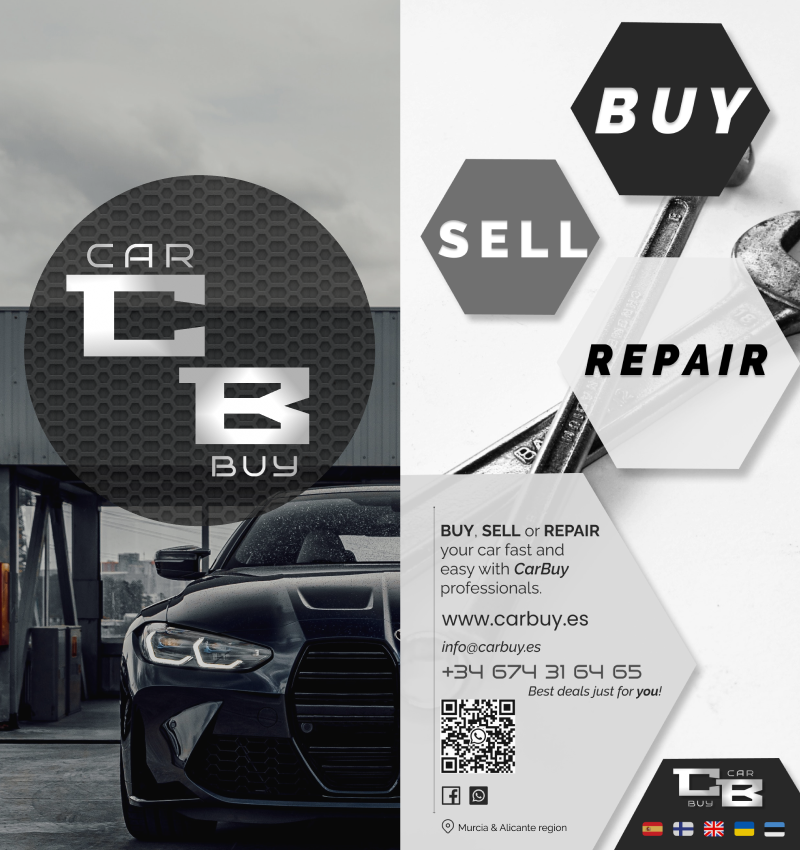 CAR
CB
BUY
BUY
SELL
REPAIR
BUY, SELL or REPAIR
your car fast and
easy with CarBuy
professionals.
www.carbuy.es
info@carbuy.es
+34 674 31 64 65
Best deals just for you!
Murcia & Alicante region
CAR
CB
BUY